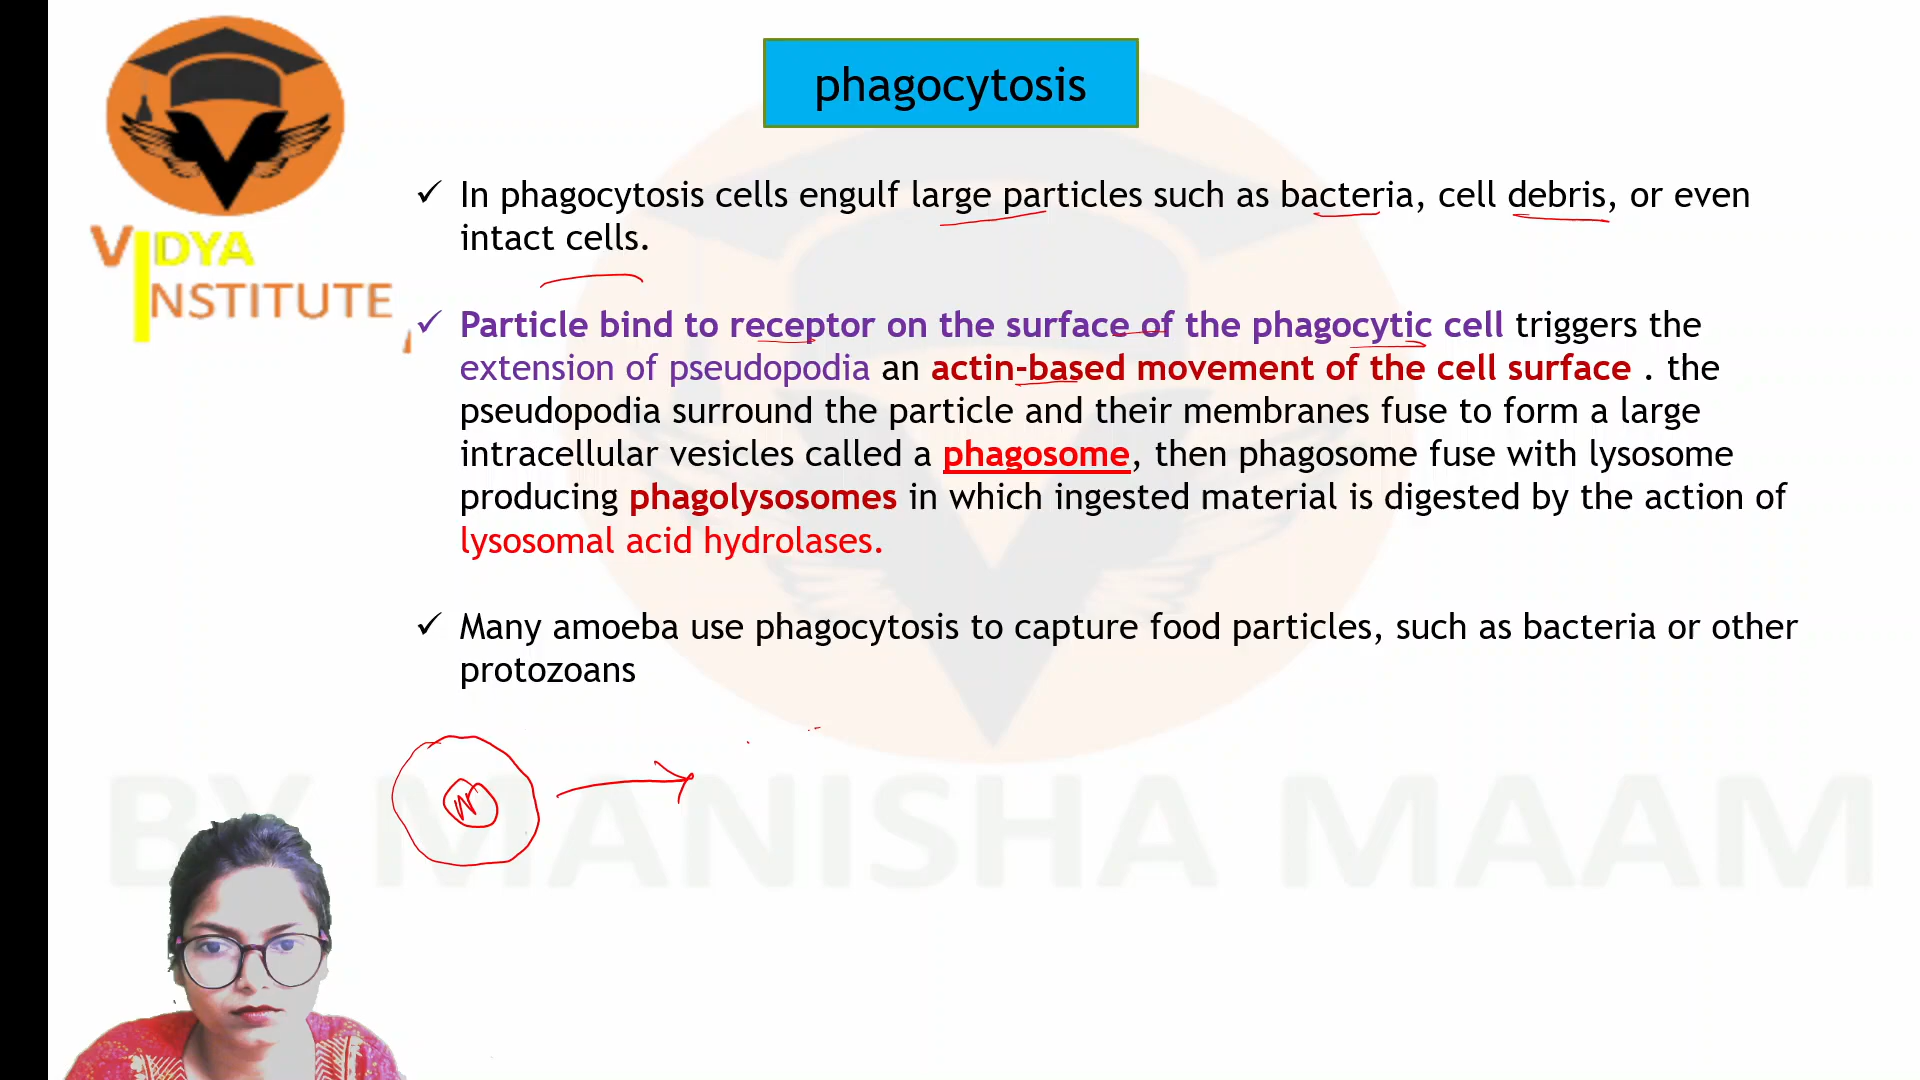 phagocytosis
VIDYA
INSTITUTE
✓ In phagocytosis cells engulf large particles such as bacteria, cell debris, or even
intact cells.
✓ Particle bind to receptor on the surface of the phagocytic cell triggers the
extension of pseudopodia an actin-based movement of the cell surface . the
pseudopodia surround the particle and their membranes fuse to form a large
intracellular vesicles called a phagosome, then phagosome fuse with lysosome
producing phagolysosomes in which ingested material is digested by the action of
lysosomal acid hydrolases.
✓ Many amoeba use phagocytosis to capture food particles, such as bacteria or other
protozoans
BY MANISHA MAAM